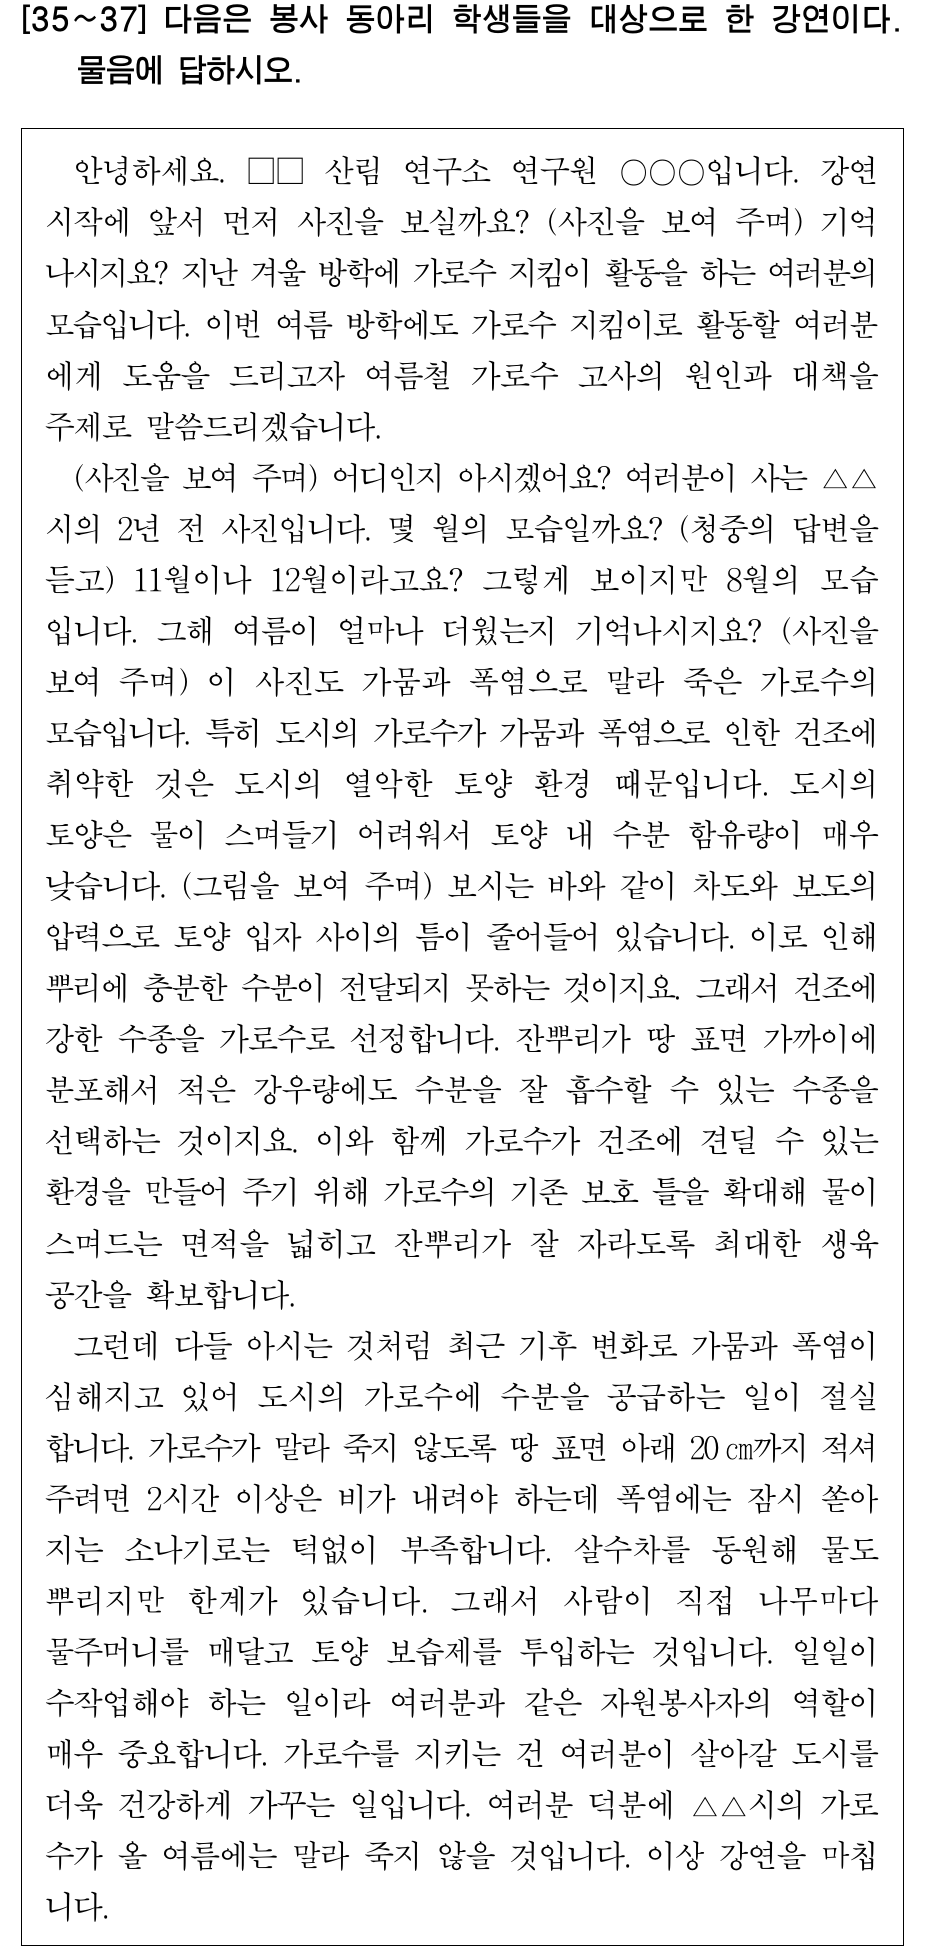 [35~37] 다음은 봉사 동아리 학생들을 대상으로 한 강연이다.
물음에 답하시오.
안녕하세요. □□ 산림 연구소 연구원 ○○○입니다. 강연
시작에 앞서 먼저 사진을 보실까요? (사진을 보여 주며) 기억
나시지요? 지난 겨울 방학에 가로수 지킴이 활동을 하는 여러분의
모습입니다. 이번 여름 방학에도 가로수 지킴이로 활동할 여러분
에게 도움을 드리고자 여름철 가로수 고사의 원인과 대책을
주제로 말씀드리겠습니다.
(사진을 보여 주며) 어디인지 아시겠어요? 여러분이 사는 △△
시의 2년 전 사진입니다. 몇 월의 모습일까요? (청중의 답변을
듣고) 11월이나 12월이라고요? 그렇게 보이지만 8월의 모습
입니다. 그해 여름이 얼마나 더웠는지 기억나시지요? (사진을
보여 주며) 이 사진도 가뭄과 폭염으로 말라 죽은 가로수의
모습입니다. 특히 도시의 가로수가 가뭄과 폭염으로 인한 건조에
취약한 것은 도시의 열악한 토양 환경 때문입니다. 도시의
토양은 물이 스며들기 어려워서 토양 내 수분 함유량이 매우
낮습니다. (그림을 보여 주며) 보시는 바와 같이 차도와 보도의
압력으로 토양 입자 사이의 틈이 줄어들어 있습니다. 이로 인해
뿌리에 충분한 수분이 전달되지 못하는 것이지요. 그래서 건조에
강한 수종을 가로수로 선정합니다. 잔뿌리가 땅 표면 가까이에
분포해서 적은 강우량에도 수분을 잘 흡수할 수 있는 수종을
선택하는 것이지요. 이와 함께 가로수가 건조에 견딜 수 있는
환경을 만들어 주기 위해 가로수의 기존 보호 틀을 확대해 물이
스며드는 면적을 넓히고 잔뿌리가 잘 자라도록 최대한 생육
공간을 확보합니다.
그런데 다들 아시는 것처럼 최근 기후 변화로 가뭄과 폭염이
심해지고 있어 도시의 가로수에 수분을 공급하는 일이 절실
합니다. 가로수가 말라 죽지 않도록 땅 표면 아래 20㎝까지 적셔
주려면 2시간 이상은 비가 내려야 하는데 폭염에는 잠시 쏟아
지는 소나기로는 턱없이 부족합니다. 살수차를 동원해 물도
뿌리지만 한계가 있습니다. 그래서 사람이 직접 나무마다
물주머니를 매달고 토양 보습제를 투입하는 것입니다. 일일이
수작업해야 하는 일이라 여러분과 같은 자원봉사자의 역할이
매우 중요합니다. 가로수를 지키는 건 여러분이 살아갈 도시를
더욱 건강하게 가꾸는 일입니다. 여러분 덕분에 △△시의 가로
수가 올 여름에는 말라 죽지 않을 것입니다. 이상 강연을 마칩
니다.